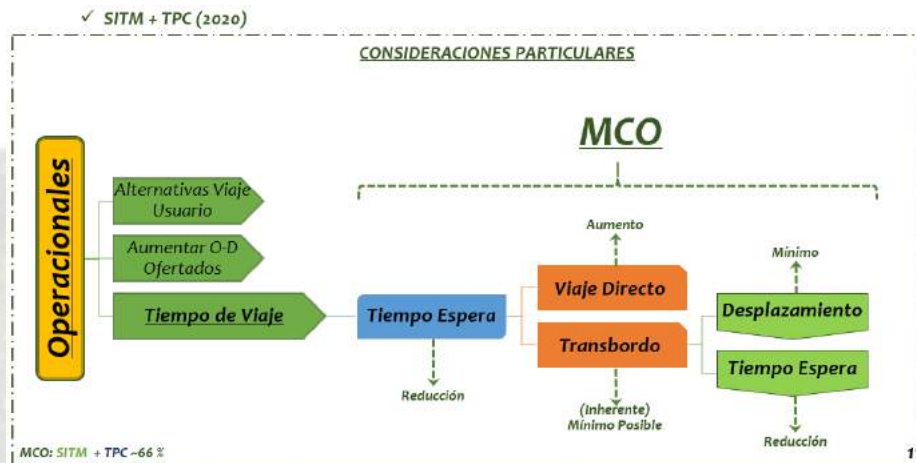 ✓ SITM + TPC (2020)
CONSIDERACIONES PARTICULARES
MCO
Operacionales
Alternativas Viaje
Usuario
Aumentar O-D
Ofertados
Tiempo de Viaje
Tiempo Espera
Reducción
Aumento
Viaje Directo
Transbordo
(Inherente)
Mínimo Posible
Mínimo
Desplazamiento
Tiempo Espera
Reducción
MCO: SITM + TPC ~66 %
1